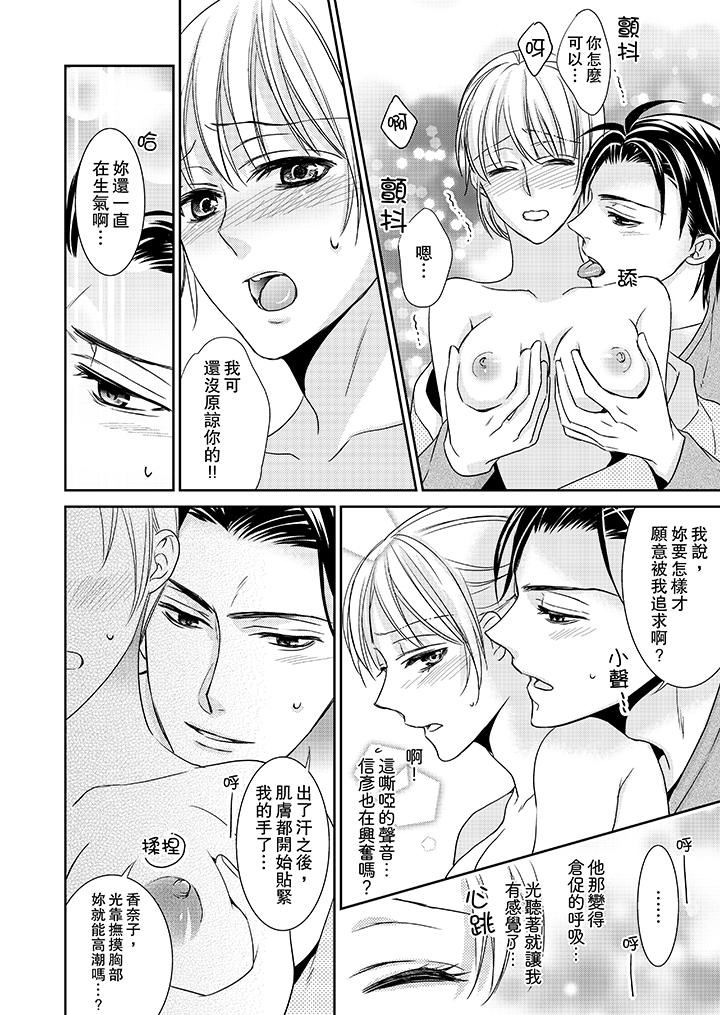 顫抖
你怎麼
可以…
呀
啊
顫抖
嗯…
舔
我可
還沒原諒你的!!
哈
妳還一直
在生氣啊…
我說，
妳要怎樣才
願意被我追求啊？
小聲
啊！
這嘶啞的聲音…
信彥也在興奮嗎？
呼
……
他那變得
倉促的呼吸…
呼
光聽著就讓我
有感覺了…
心跳
出了汗之後，
肌膚都開始貼緊
我的手了…
呼
揉捏
香奈子，
光靠撫摸胸部
妳就能高潮嗎…？